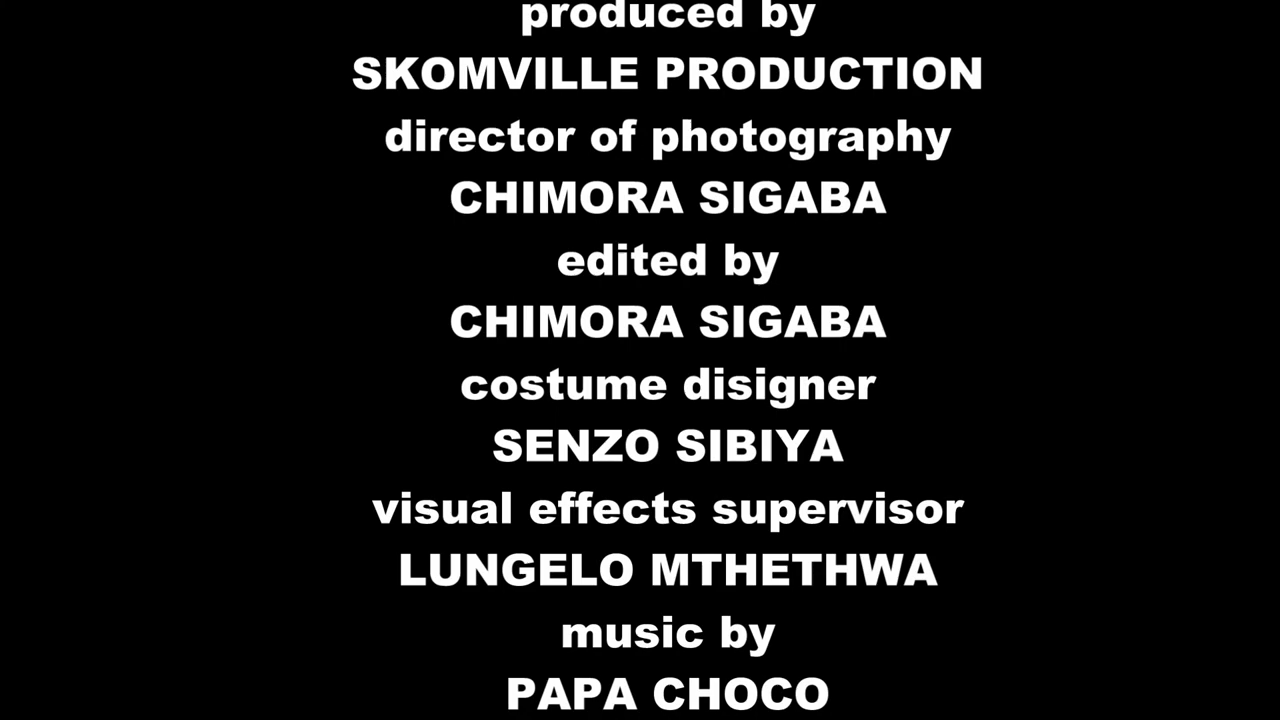 produced by
SKOMVILLE PRODUCTION
director of photography
CHIMORA SIGABA
edited by
CHIMORA SIGABA
costume disigner
SENZO SIBIYA
visual effects supervisor
LUNGELO MTHETHWA
music by
PAPA CHOCO